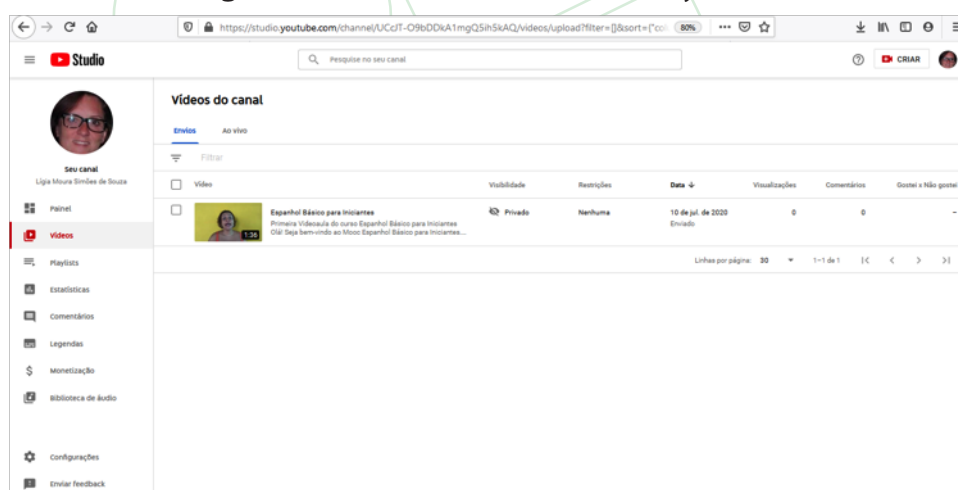 https://studio.youtube.com/channel/UCcIT-O9bDDkA1mgQ5ih5kAQ/videos/upload?filter=[]&sort={"col 80%
Studio
Pesquise no seu canal
CRIAR
Vídeos do canal
Envios Ao vivo
Filtrar
Seu canal
Lígia Moura Simões de Souza
Painel
Vídeos
Playlists
Estatísticas
Comentários
Legendas
Monetização
Biblioteca de áudio
Configurações
Enviar feedback
Vídeo Visibilidade Restrições Data Visualizações Comentários Gostei x Não gostei
1:36
Espanhol Básico para Iniciantes
Primeira Videoaula do curso Espanhol Básico para Iniciantes
Olá! Seja bem-vindo ao Mooc Espanhol Básico para Iniciantes...
Privado Nenhuma 10 de jul. de 2020 0 0 –
Enviado
Linhas por página: 30 1–1 de 1